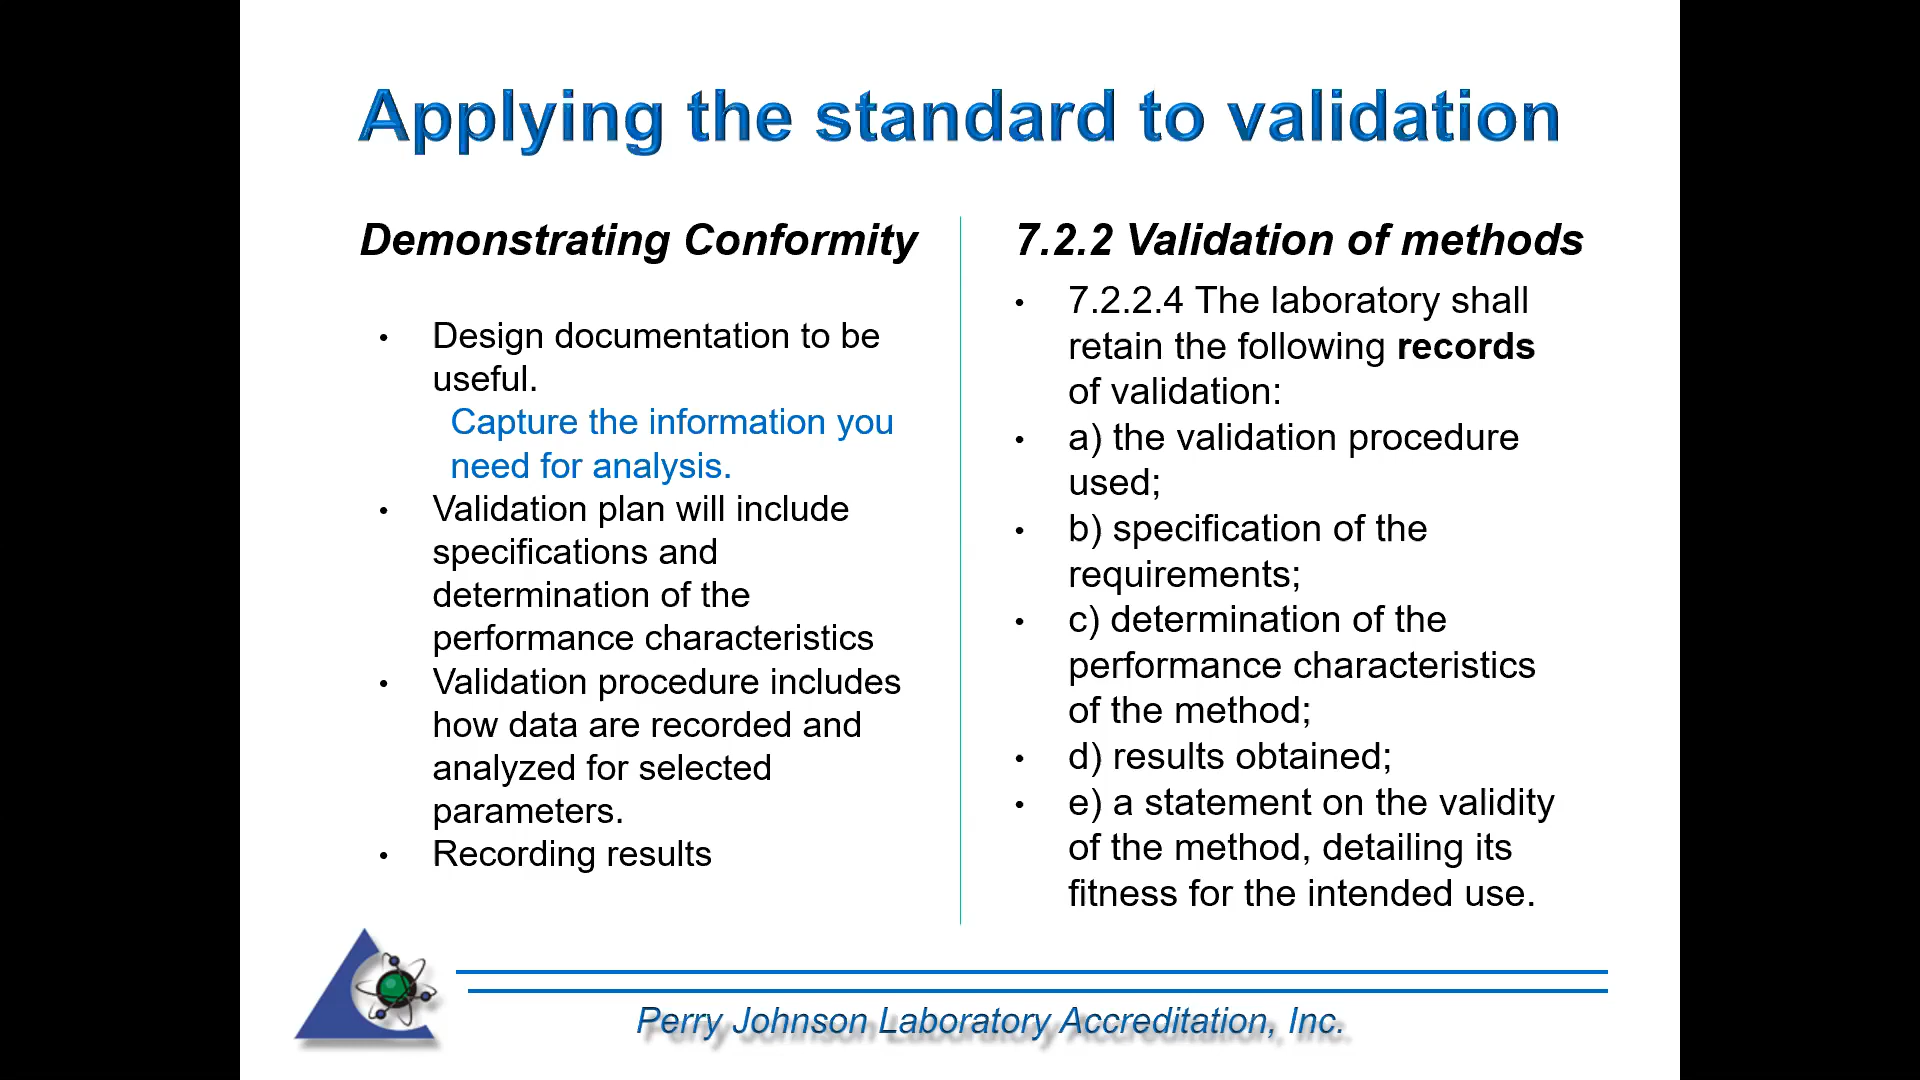 Applying the standard to validation
Demonstrating Conformity
• Design documentation to be
useful.
Capture the information you
need for analysis.
• Validation plan will include
specifications and
determination of the
performance characteristics
• Validation procedure includes
how data are recorded and
analyzed for selected
parameters.
• Recording results
7.2.2 Validation of methods
• 7.2.2.4 The laboratory shall
retain the following records
of validation:
• a) the validation procedure
used;
• b) specification of the
requirements;
• c) determination of the
performance characteristics
of the method;
• d) results obtained;
• e) a statement on the validity
of the method, detailing its
fitness for the intended use.
Perry Johnson Laboratory Accreditation, Inc.